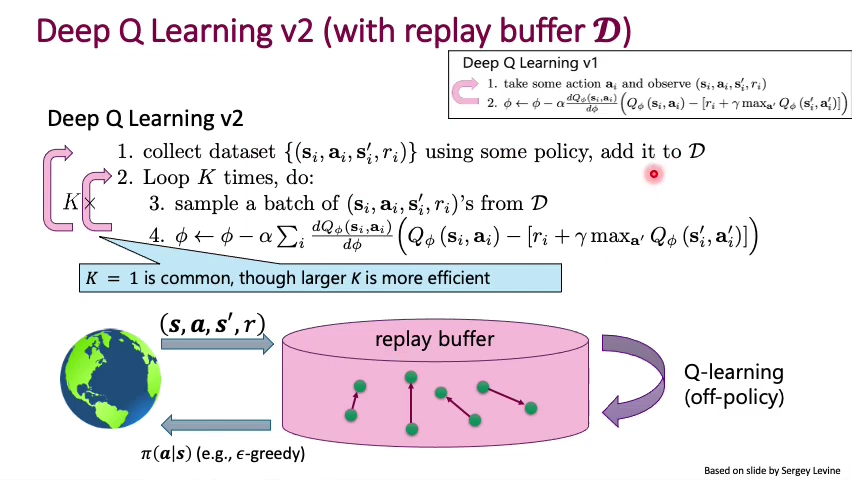 Deep Q Learning v2 (with replay buffer 𝓓)
Deep Q Learning v1
1. take some action aᵢ and observe (sᵢ, aᵢ, s′ᵢ, rᵢ)
2. ϕ ← ϕ − α dQϕ(sᵢ,aᵢ)/dϕ (Qϕ (sᵢ, aᵢ) − [rᵢ + γ maxₐ′ Qϕ (s′ᵢ, a′ᵢ)])
Deep Q Learning v2
1. collect dataset {(sᵢ, aᵢ, s′ᵢ, rᵢ)} using some policy, add it to 𝒟
2. Loop K times, do:
K×
3. sample a batch of (sᵢ, aᵢ, s′ᵢ, rᵢ)'s from 𝒟
4. ϕ ← ϕ − α ∑ᵢ dQϕ(sᵢ,aᵢ)/dϕ (Qϕ (sᵢ, aᵢ) − [rᵢ + γ maxₐ′ Qϕ (s′ᵢ, a′ᵢ)])
K = 1 is common, though larger K is more efficient
(s, a, s′, r)
replay buffer
Q-learning
(off-policy)
π(a|s) (e.g., ϵ-greedy)
Based on slide by Sergey Levine